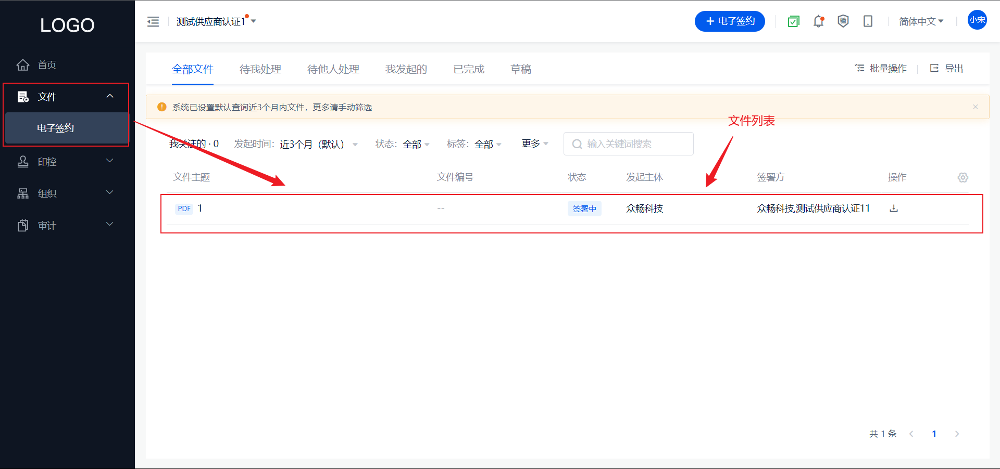 LOGO
首页
文件
电子签约
印控
组织
审计
测试供应商认证1
电子签约
验
简体中文
小宋
全部文件
待我处理
待他人处理
我发起的
已完成
草稿
批量操作
导出
系统已设置默认查询近3个月内文件，更多请手动筛选
文件列表
我关注的 · 0
发起时间：近3个月（默认）
状态：全部
标签：全部
更多
输入关键词搜索
文件主题
文件编号
状态
发起主体
签署方
操作
PDF 1
--
签署中
众畅科技
众畅科技,测试供应商认证11
共 1 条
1